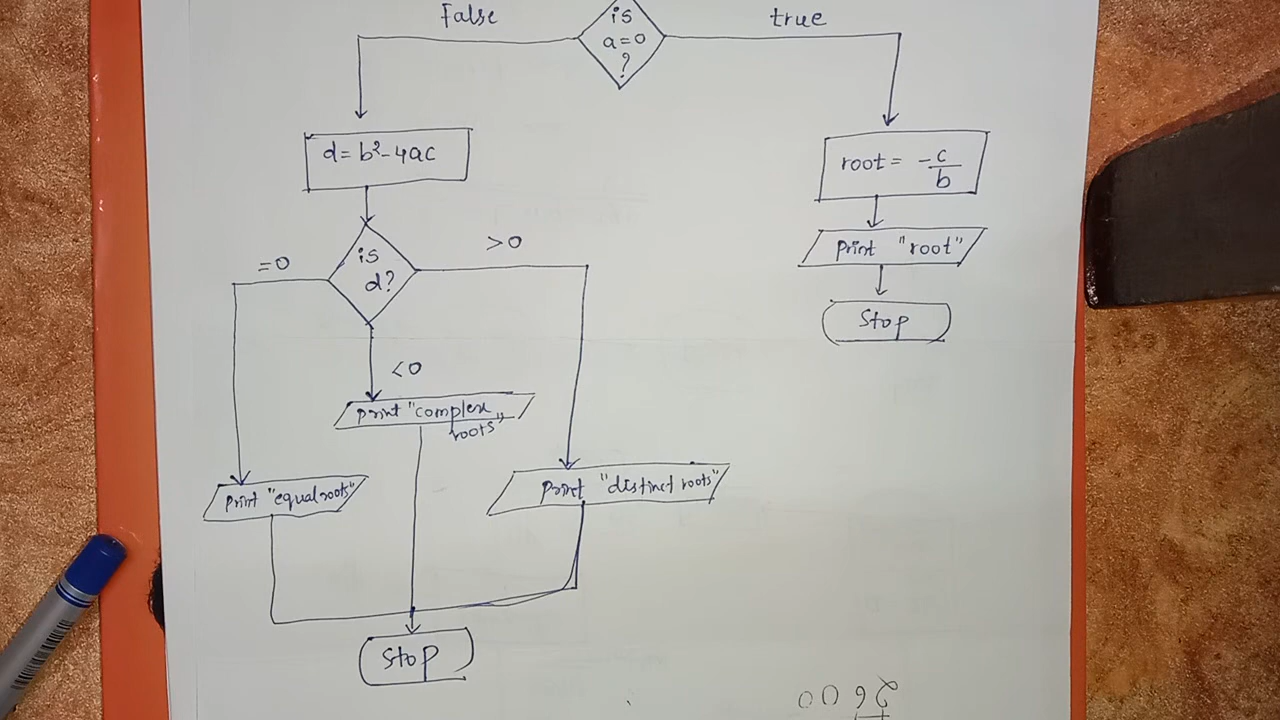 False
is
a=0
?
true
d = b²-4ac
root = -c/b
is
d?
=0
>0
<0
Print "root"
Stop
print "complex
roots"
Print "equal roots"
Print "distinct roots"
Stop
2600